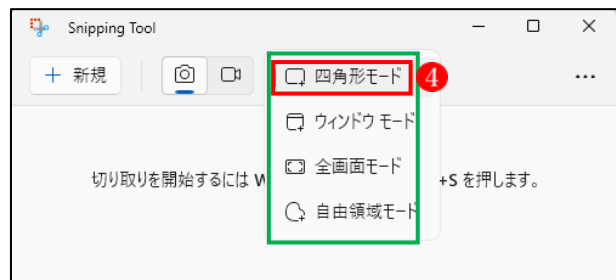 Snipping Tool
新規
四角形モード
4
ウィンドウ モード
切り取りを開始するには W
全画面モード
+S を押します。
自由領域モード